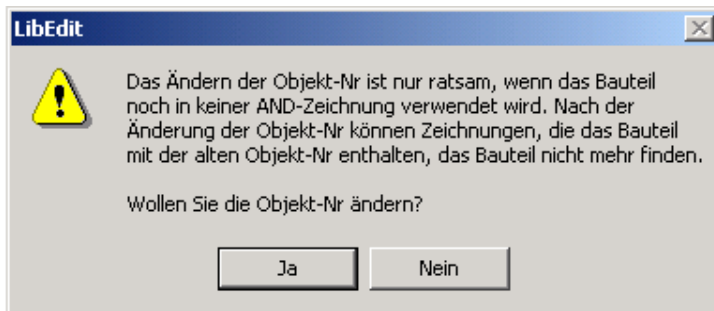 LibEdit
Das Ändern der Objekt-Nr ist nur ratsam, wenn das Bauteil
noch in keiner AND-Zeichnung verwendet wird. Nach der
Änderung der Objekt-Nr können Zeichnungen, die das Bauteil
mit der alten Objekt-Nr enthalten, das Bauteil nicht mehr finden.
Wollen Sie die Objekt-Nr ändern?
Ja
Nein